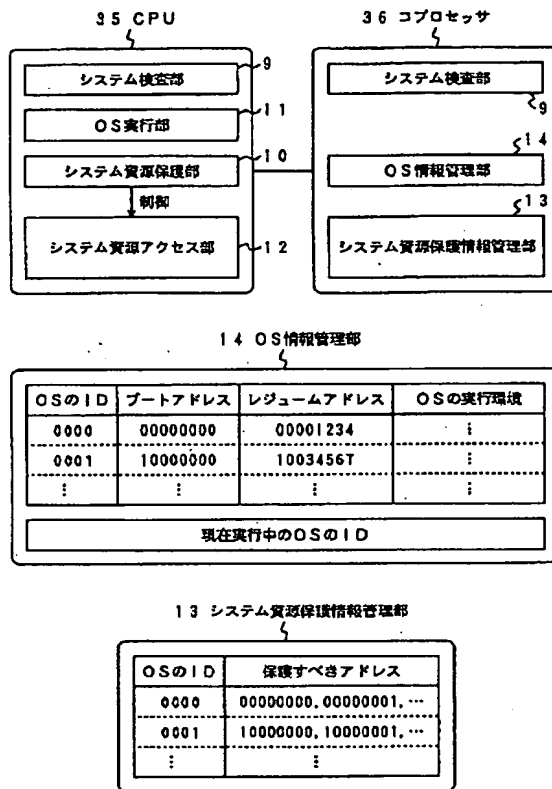 35 CPU
36 コプロセッサ
システム検査部
9
OS実行部
11
システム資源保護部
10
制御
システム資源アクセス部
12
システム検査部
9
14
OS情報管理部
13
システム資源保護情報管理部
14 OS情報管理部
OSのID ブートアドレス レジュームアドレス OSの実行環境
0000 00000000 00001234 ⋮
0001 10000000 1003456T ⋮
⋮ ⋮ ⋮ ⋮
現在実行中のOSのID
13 システム資源保護情報管理部
OSのID 保護すべきアドレス
0000 00000000,00000001,…
0001 10000000,10000001,…
⋮ ⋮